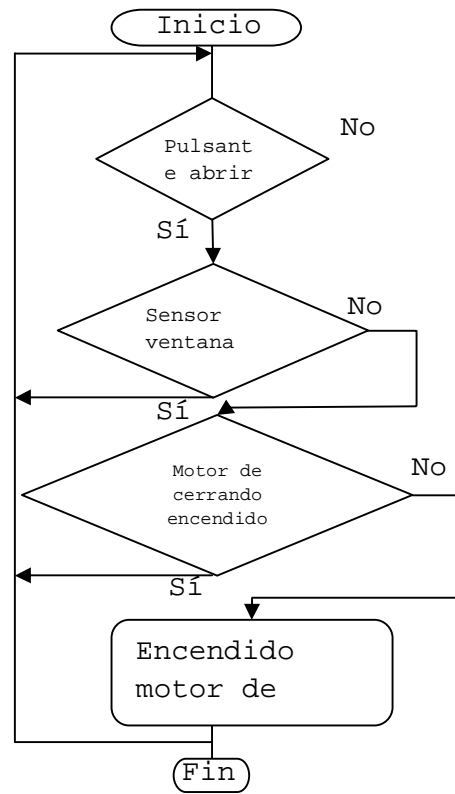 Inicio
No
Pulsant
e abrir
Sí
No
Sensor
ventana
Sí
No
Motor de
cerrando
encendido
Sí
Encendido
motor de
Fin